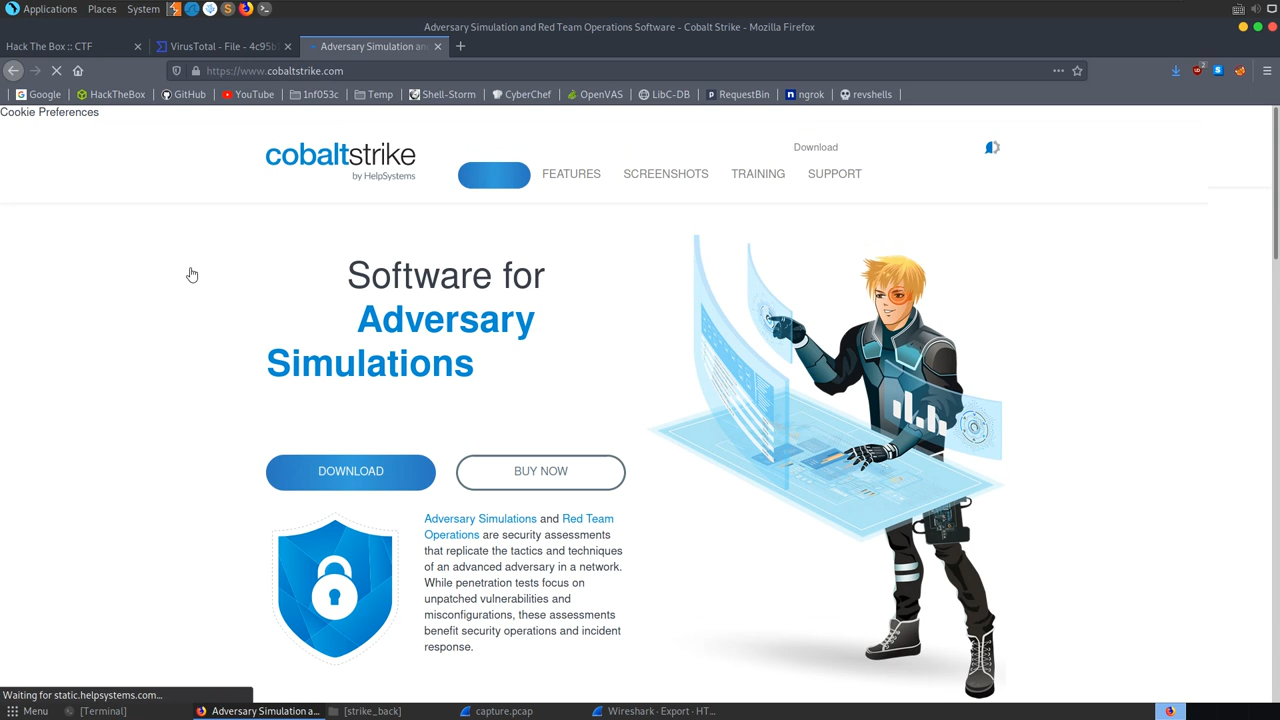 Applications Places System
Adversary Simulation and Red Team Operations Software - Cobalt Strike - Mozilla Firefox
Hack The Box :: CTF
VirusTotal - File - 4c95b
Adversary Simulation and
https://www.cobaltstrike.com
Google HackTheBox GitHub YouTube 1nf053c Temp Shell-Storm CyberChef OpenVAS LibC-DB RequestBin ngrok revshells
Cookie Preferences
Download
cobaltstrike
by HelpSystems
FEATURES SCREENSHOTS TRAINING SUPPORT
Software for
Adversary
Simulations
DOWNLOAD BUY NOW
Adversary Simulations and Red Team
Operations are security assessments
that replicate the tactics and techniques
of an advanced adversary in a network.
While penetration tests focus on
unpatched vulnerabilities and
misconfigurations, these assessments
benefit security operations and incident
response.
Waiting for static.helpsystems.com...
Menu [Terminal] Adversary Simulation a... [strike_back] capture.pcap Wireshark · Export · HT...